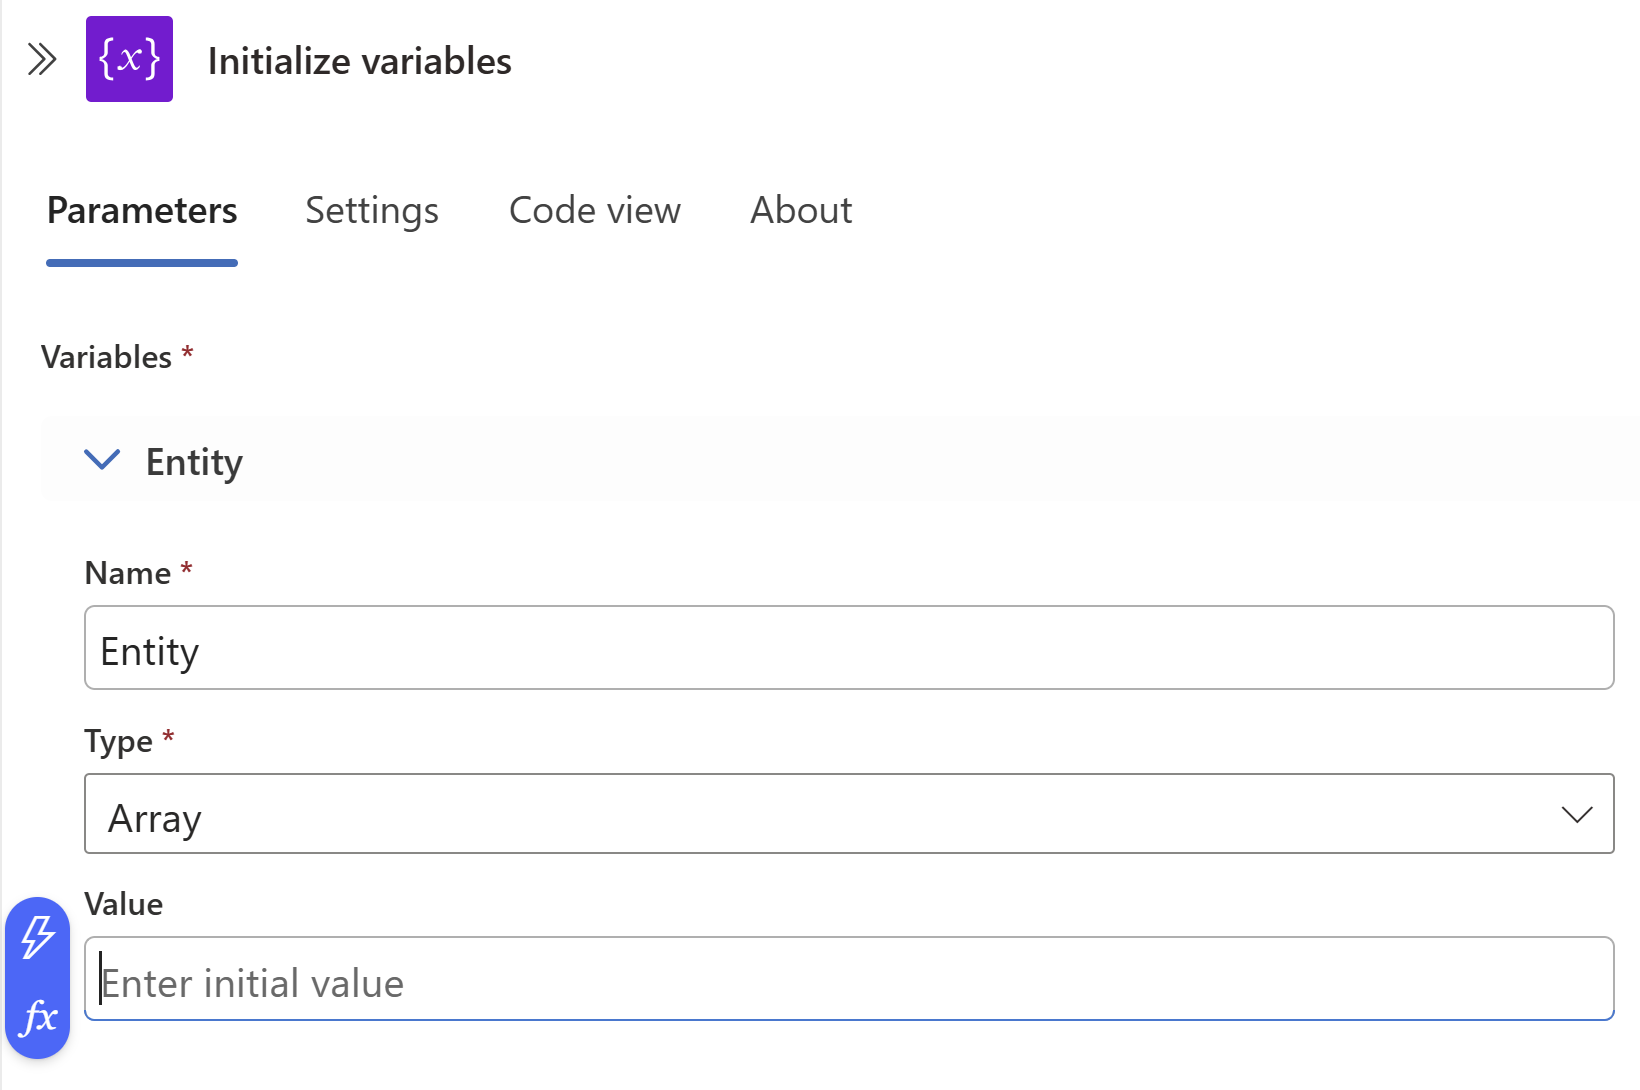 {x} Initialize variables
Parameters Settings Code view About
Variables *
Entity
Name *
Entity
Type *
Array
Value
Enter initial value
fx